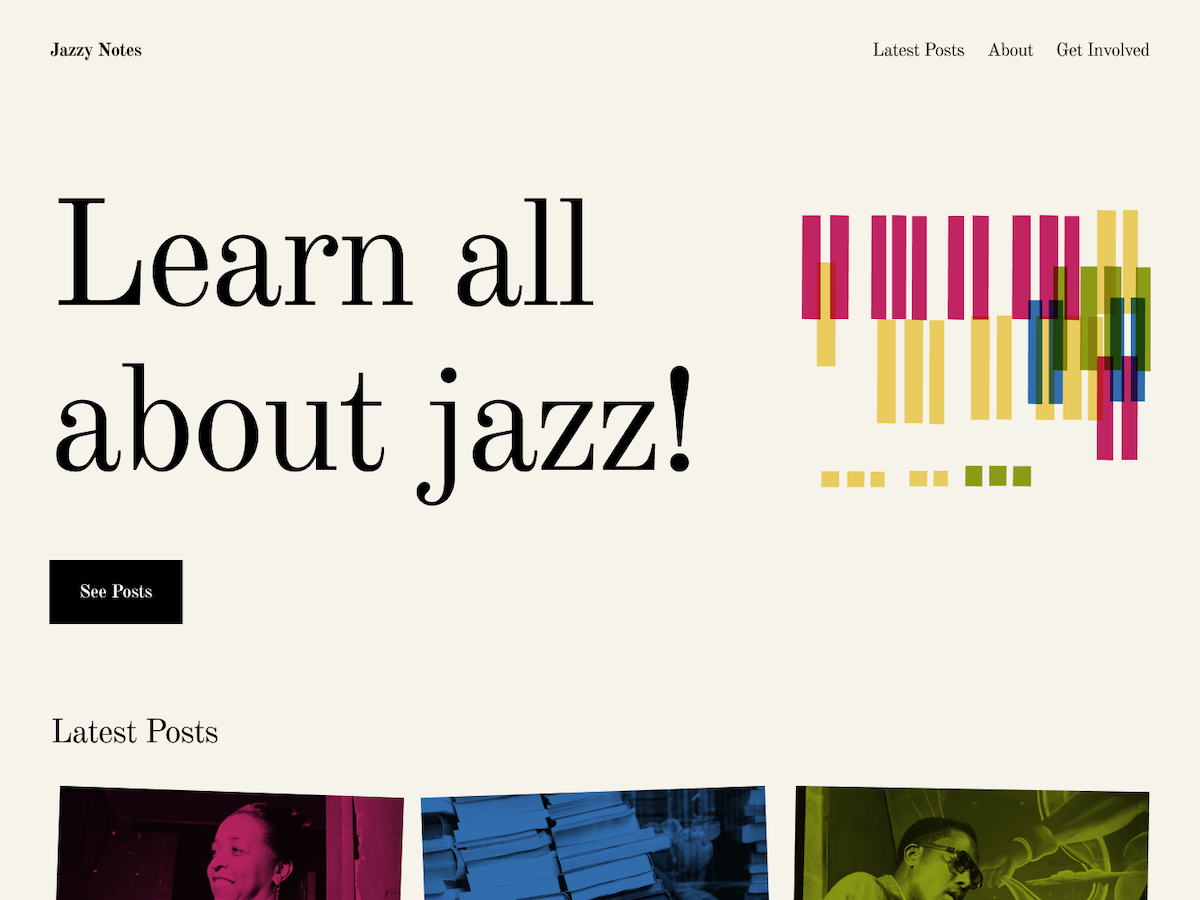 Jazzy Notes
Latest Posts About Get Involved
Learn all
about jazz!
See Posts
Latest Posts